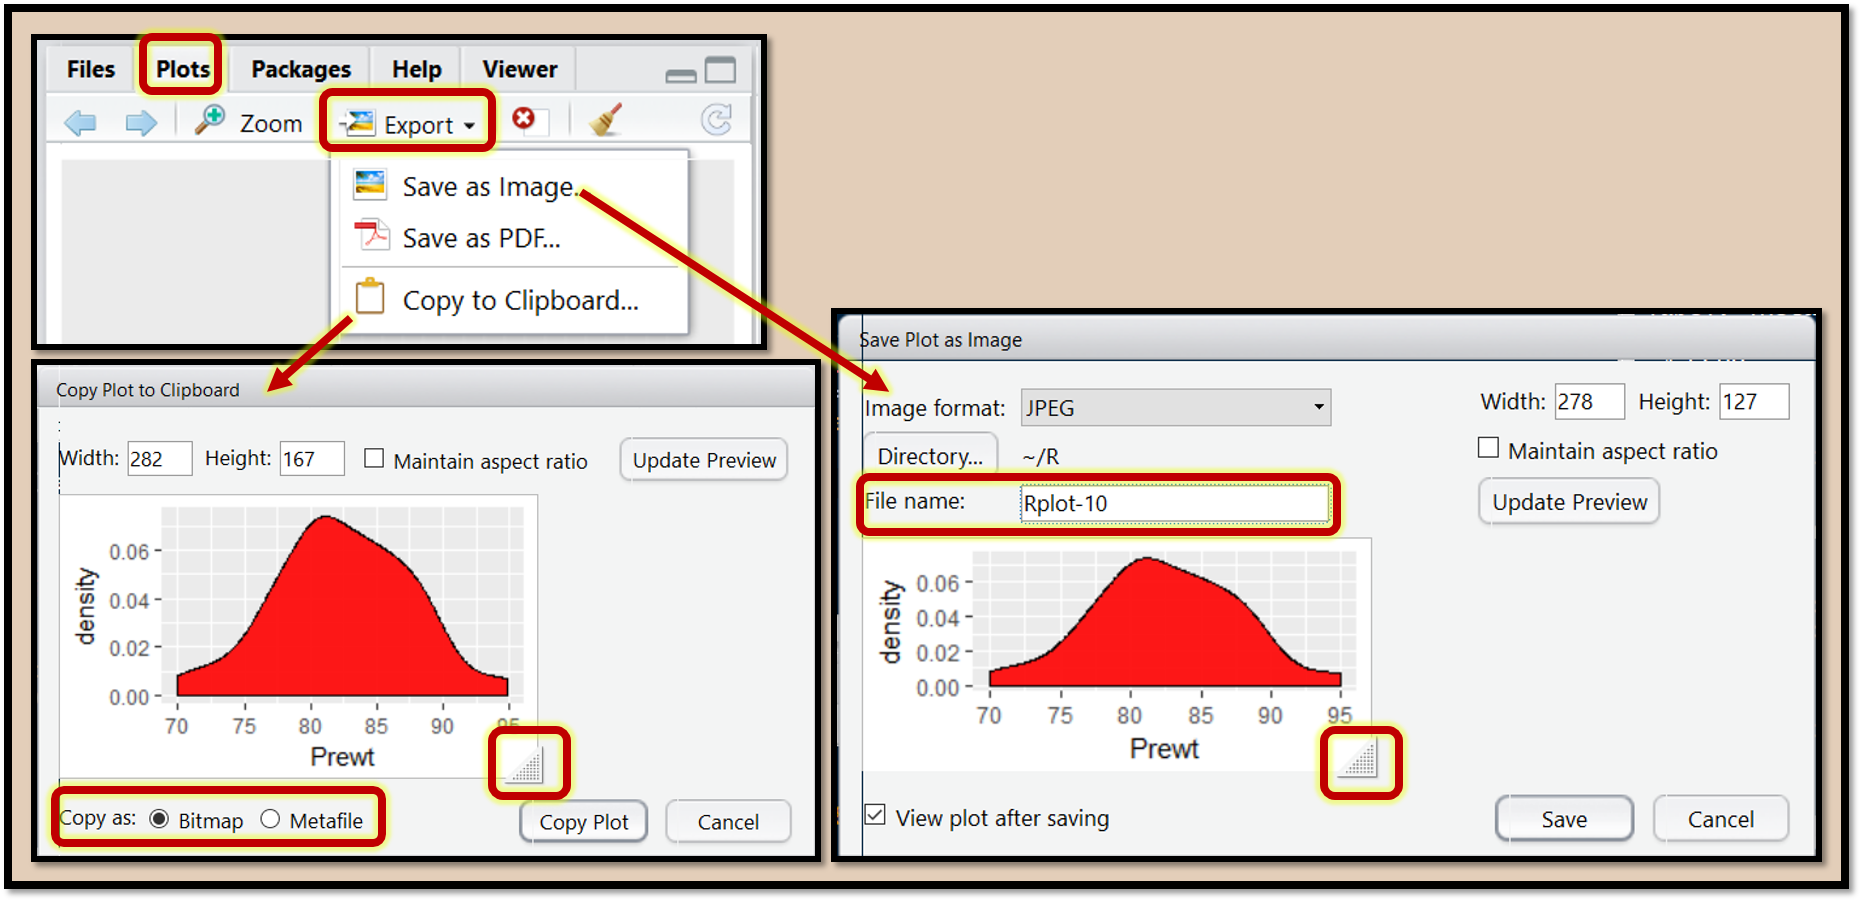 Files Plots Packages Help Viewer
Zoom Export
Save as Image...
Save as PDF...
Copy to Clipboard...
Copy Plot to Clipboard
Width: 282 Height: 167 Maintain aspect ratio Update Preview
density
0.06
0.04
0.02
0.00
70 75 80 85 90 95
Prewt
Copy as: Bitmap Metafile
Copy Plot Cancel
Save Plot as Image
Image format: JPEG
Directory... ~/R
File name: Rplot-10
Width: 278 Height: 127
Maintain aspect ratio
Update Preview
density
0.06
0.04
0.02
0.00
70 75 80 85 90 95
Prewt
View plot after saving
Save Cancel